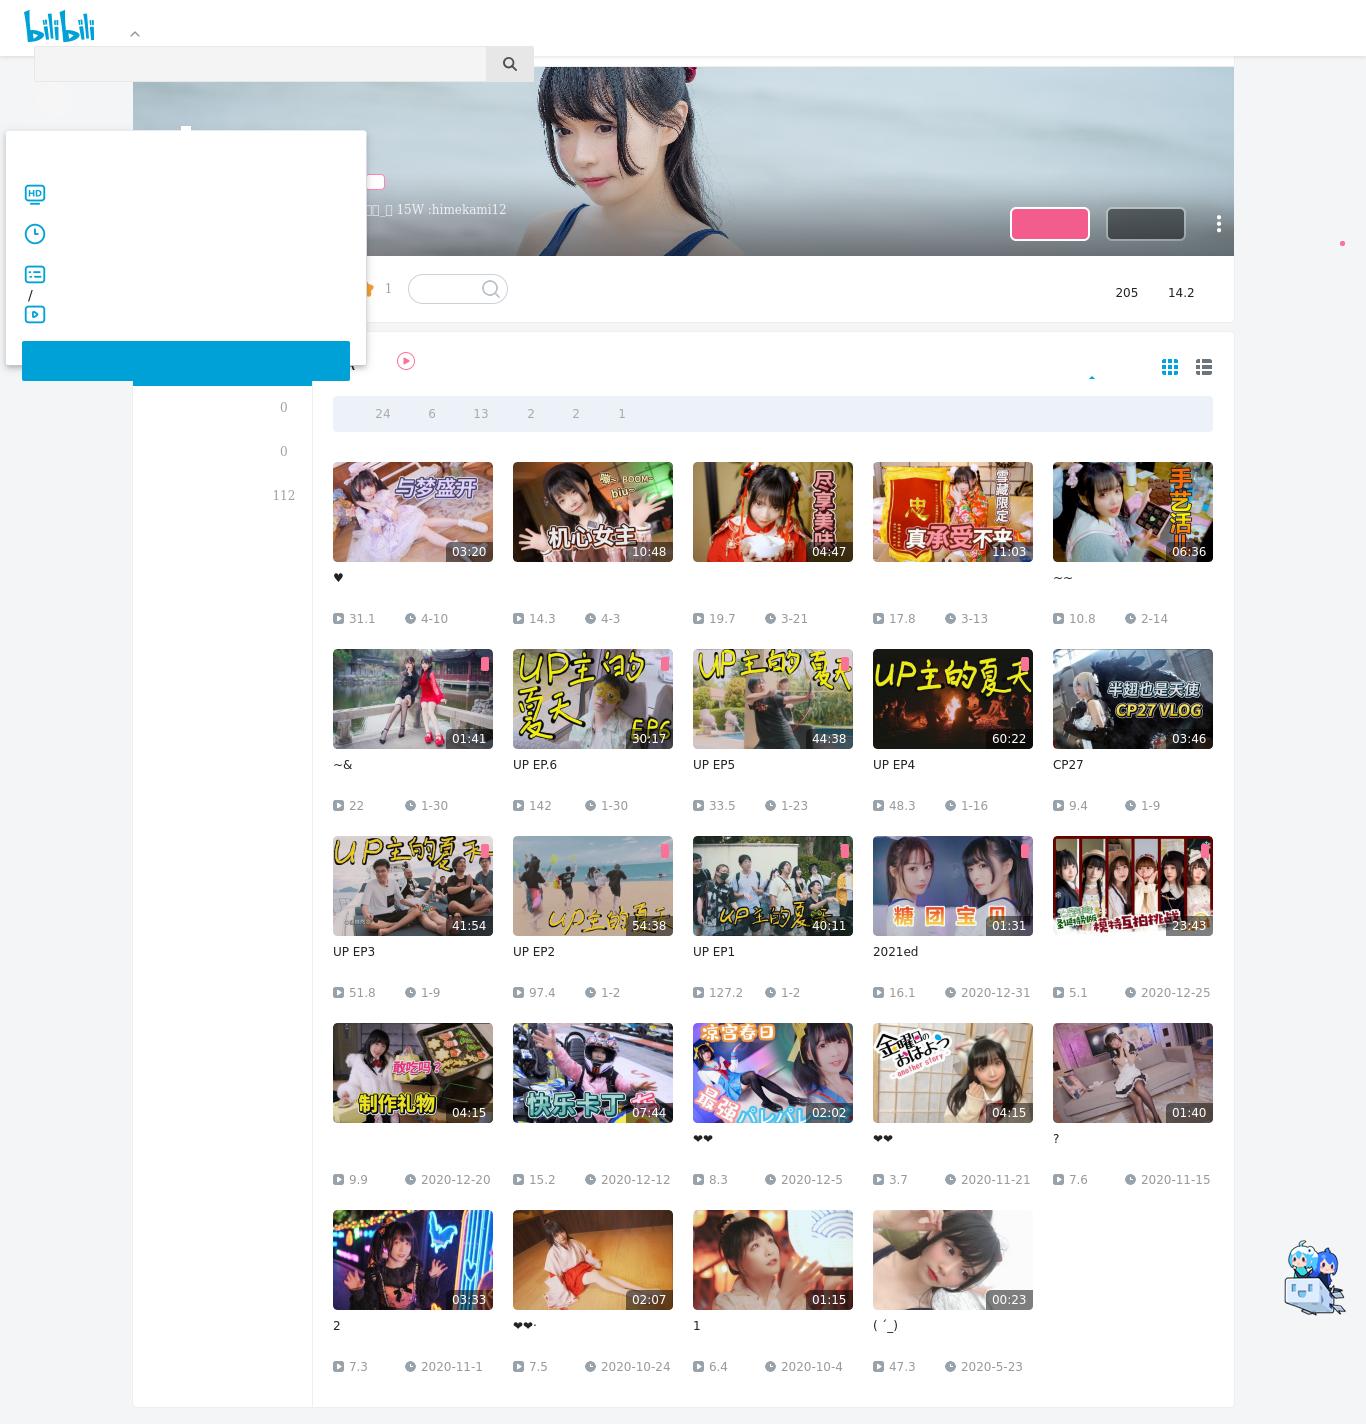 bilibili
15W :himekami12
HD
/
1
205
14.2
0
0
112
24 6 13 2 2 1
与梦盛开
03:20
BOOM~
biu~
机心女主
10:48
尽享美味
04:47
雪藏限定
忠
真承受不来
11:03
手艺活
06:36
♥
~~
31.1 4-10
14.3 4-3
19.7 3-21
17.8 3-13
10.8 2-14
01:41
UP主的夏天
EP6
30:17
UP主的夏天
44:38
UP主的夏天
60:22
半翅也是天使
CP27 VLOG
03:46
~&
UP EP.6
UP EP5
UP EP4
CP27
22 1-30
142 1-30
33.5 1-23
48.3 1-16
9.4 1-9
UP主的夏天
41:54
UP主的夏天
54:38
UP主的夏天
40:11
糖团宝贝
01:31
模特互拍挑战
23:43
UP EP3
UP EP2
UP EP1
2021ed
51.8 1-9
97.4 1-2
127.2 1-2
16.1 2020-12-31
5.1 2020-12-25
敢吃吗？
制作礼物
04:15
快乐卡丁
07:44
凉宫春日
最强
パレパレ
02:02
金曜日の
おはよう
-another story-
04:15
01:40
❤❤
❤❤
?
9.9 2020-12-20
15.2 2020-12-12
8.3 2020-12-5
3.7 2020-11-21
7.6 2020-11-15
03:33
02:07
01:15
00:23
2
❤❤·
1
( ´_)
7.3 2020-11-1
7.5 2020-10-24
6.4 2020-10-4
47.3 2020-5-23